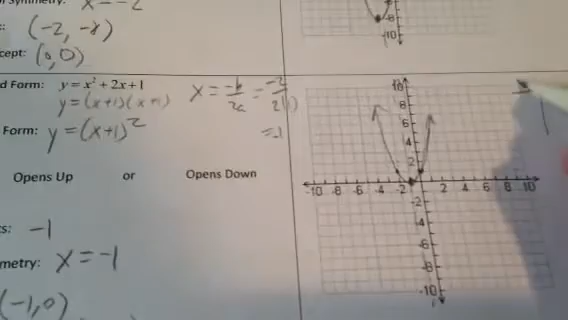 x = -2
(-2, -8)
cept: (0,0)
d Form: y = x² + 2x + 1
y = (x+1)(x+1)
x = -b/2a = -2/2(1)
= -1
Form: y = (x+1)²
Opens Up or Opens Down
s: -1
metry: x = -1
(-1,0)
-8
-10
10
8
6
4
2
-10 -8 -6 -4 -2 2 4 6 8 10
-2
-4
-6
-8
-10